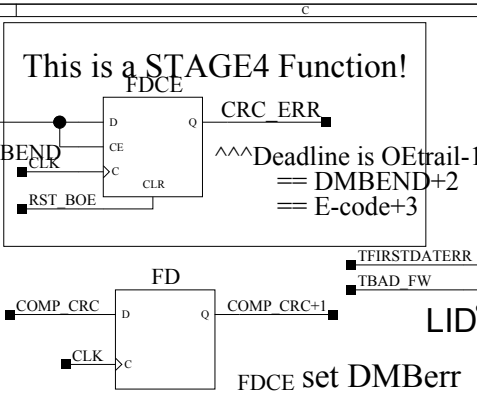 C
This is a STAGE4 Function!
FDCE
D
Q
CRC_ERR
CE
BEND
CLK
C
^^^Deadline is OEtrail-1
CLR
== DMBEND+2
RST_BOE
== E-code+3
TFIRSTDATERR
FD
TBAD_FW
COMP_CRC
D
Q
COMP_CRC+1
LID
CLK
C
FDCE set DMBerr